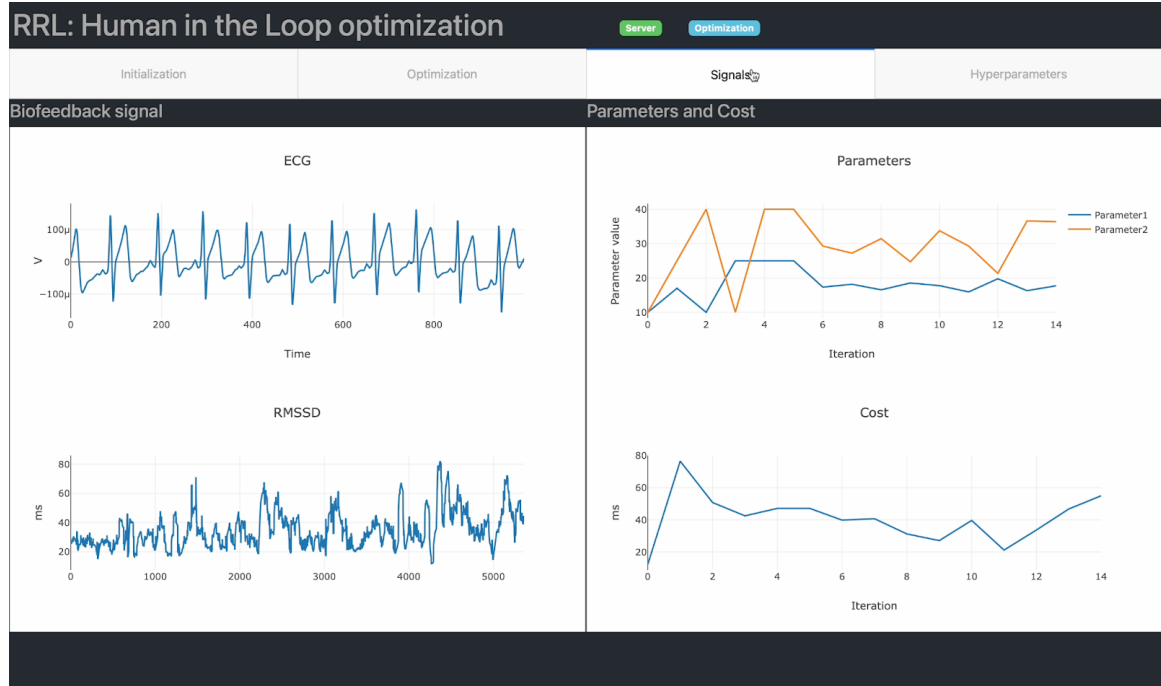 RRL: Human in the Loop optimization
Server
Optimization
Initialization
Optimization
Signals
Hyperparameters
Biofeedback signal
Parameters and Cost
ECG
V
100µ
0
−100µ
0 200 400 600 800
Time
RMSSD
ms
80
60
40
20
0 1000 2000 3000 4000 5000
Parameters
Parameter value
40
30
20
10
0 2 4 6 8 10 12 14
Iteration
Parameter1
Parameter2
Cost
ms
80
60
40
20
0 2 4 6 8 10 12 14
Iteration